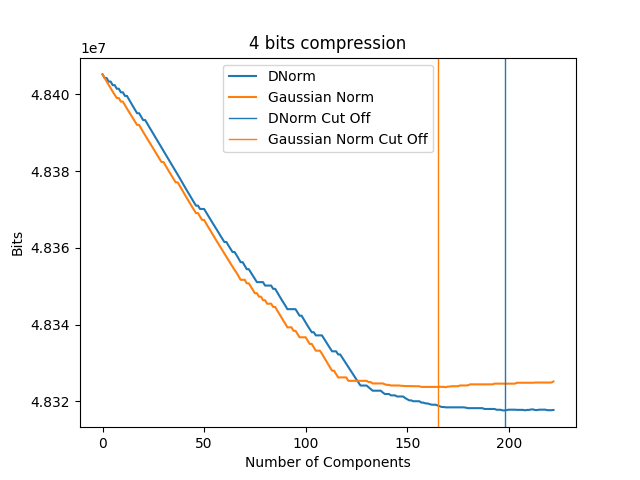 4 bits compression
1e7
4.840
4.838
4.836
4.834
4.832
Bits
DNorm
Gaussian Norm
DNorm Cut Off
Gaussian Norm Cut Off
0 50 100 150 200
Number of Components